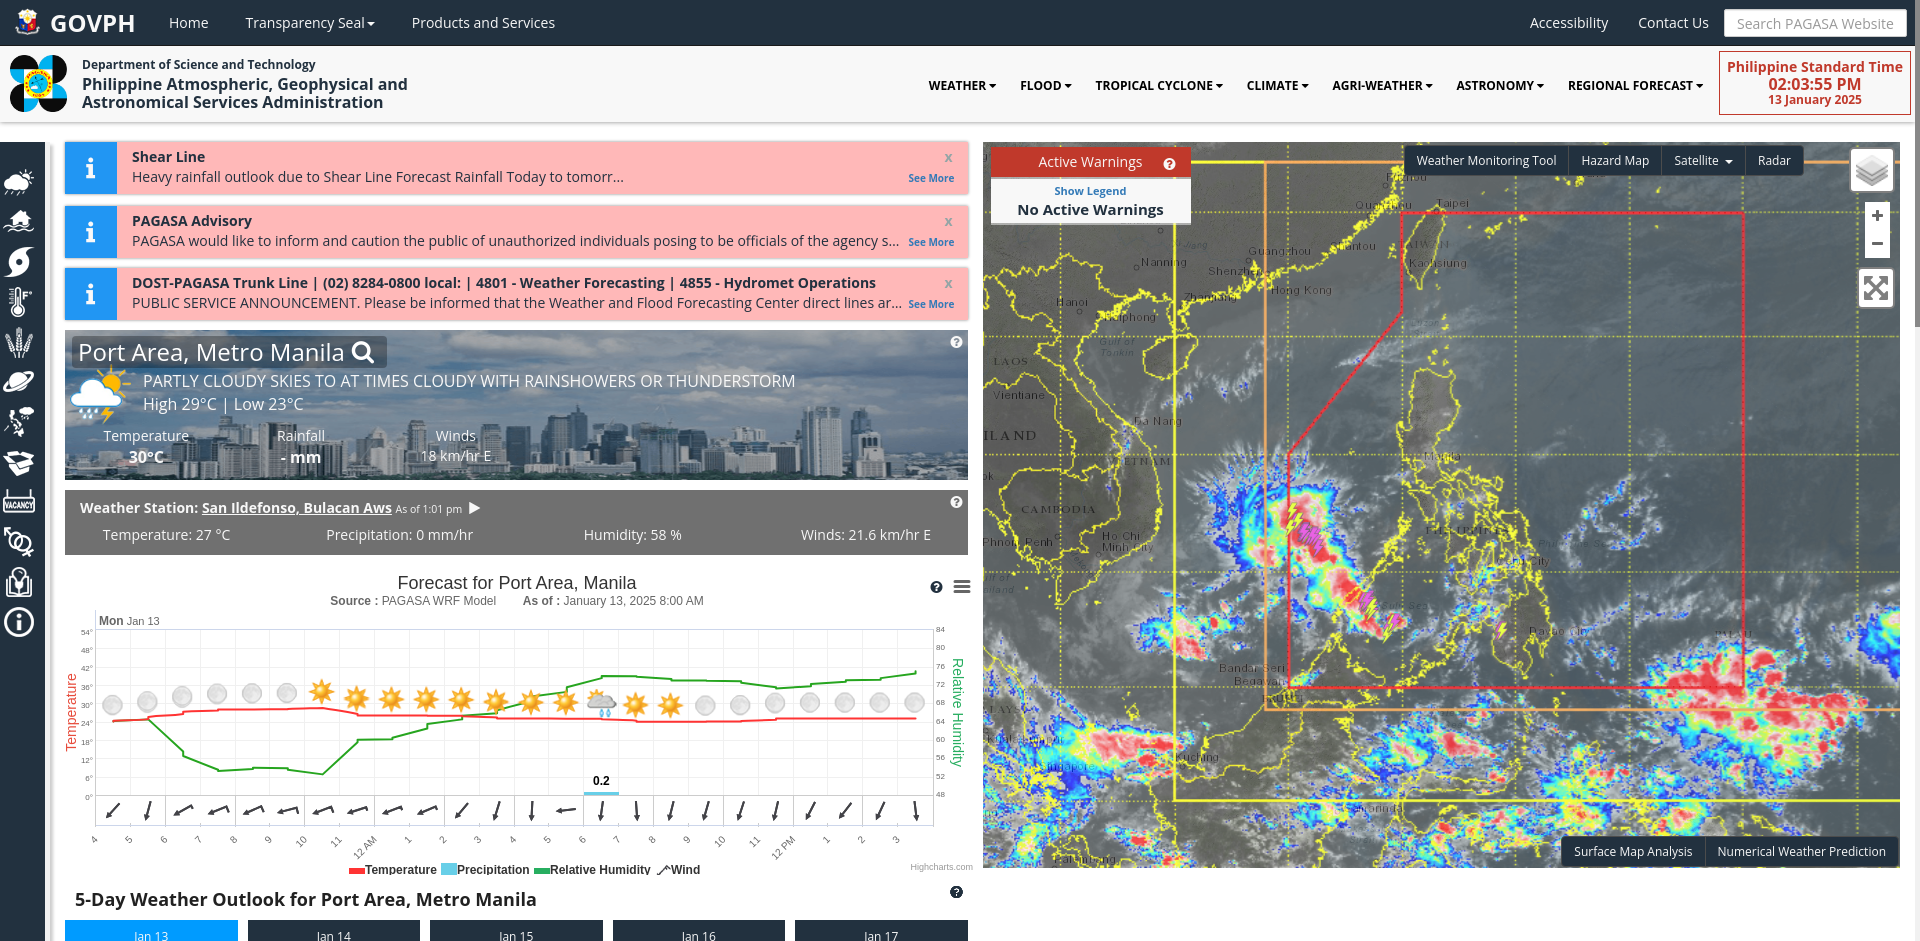 GOVPH
Home
Transparency Seal
Products and Services
Accessibility
Contact Us
Search PAGASA Website
Department of Science and Technology
Philippine Atmospheric, Geophysical and
Astronomical Services Administration
WEATHER
FLOOD
TROPICAL CYCLONE
CLIMATE
AGRI-WEATHER
ASTRONOMY
REGIONAL FORECAST
Philippine Standard Time
02:03:55 PM
13 January 2025
Shear Line
x
Heavy rainfall outlook due to Shear Line Forecast Rainfall Today to tomorr...
See More
PAGASA Advisory
x
PAGASA would like to inform and caution the public of unauthorized individuals posing to be officials of the agency s...
See More
DOST-PAGASA Trunk Line | (02) 8284-0800 local: | 4801 - Weather Forecasting | 4855 - Hydromet Operations
x
PUBLIC SERVICE ANNOUNCEMENT. Please be informed that the Weather and Flood Forecasting Center direct lines ar...
See More
Port Area, Metro Manila
PARTLY CLOUDY SKIES TO AT TIMES CLOUDY WITH RAINSHOWERS OR THUNDERSTORM
High 29°C | Low 23°C
Temperature
Rainfall
Winds
30°C
- mm
18 km/hr E
Weather Station: San Ildefonso, Bulacan Aws As of 1:01 pm
Temperature: 27 °C
Precipitation: 0 mm/hr
Humidity: 58 %
Winds: 21.6 km/hr E
Forecast for Port Area, Manila
Source : PAGASA WRF Model
As of : January 13, 2025 8:00 AM
Mon Jan 13
54°
48°
42°
36°
30°
24°
18°
12°
6°
0°
Temperature
84
80
76
72
68
64
60
56
52
48
Relative Humidity
0.2
4
5
6
7
8
9
10
11
12 AM
1
2
3
4
5
6
7
8
9
10
11
12 PM
1
2
3
Temperature
Precipitation
Relative Humidity
Wind
Highcharts.com
5-Day Weather Outlook for Port Area, Metro Manila
Jan 13
Jan 14
Jan 15
Jan 16
Jan 17
VACANCY
Active Warnings
Show Legend
No Active Warnings
Weather Monitoring Tool
Hazard Map
Satellite
Radar
+
−
Taipei
TAIWAN
Kaohsiung
Guangzhou
Shantou
Nanning
Shenzhen
Hong Kong
Zhanjiang
Hanoi
Haiphong
Gulf of
Tonkin
LAOS
Vientiane
Da Nang
VIETNAM
CAMBODIA
Phnom Penh
Ho Chi
Minh City
Manila
PHILIPPINES
Davao City
PALAU
Bandar Seri
Begawan
Kuching
Singapore
Surface Map Analysis
Numerical Weather Prediction